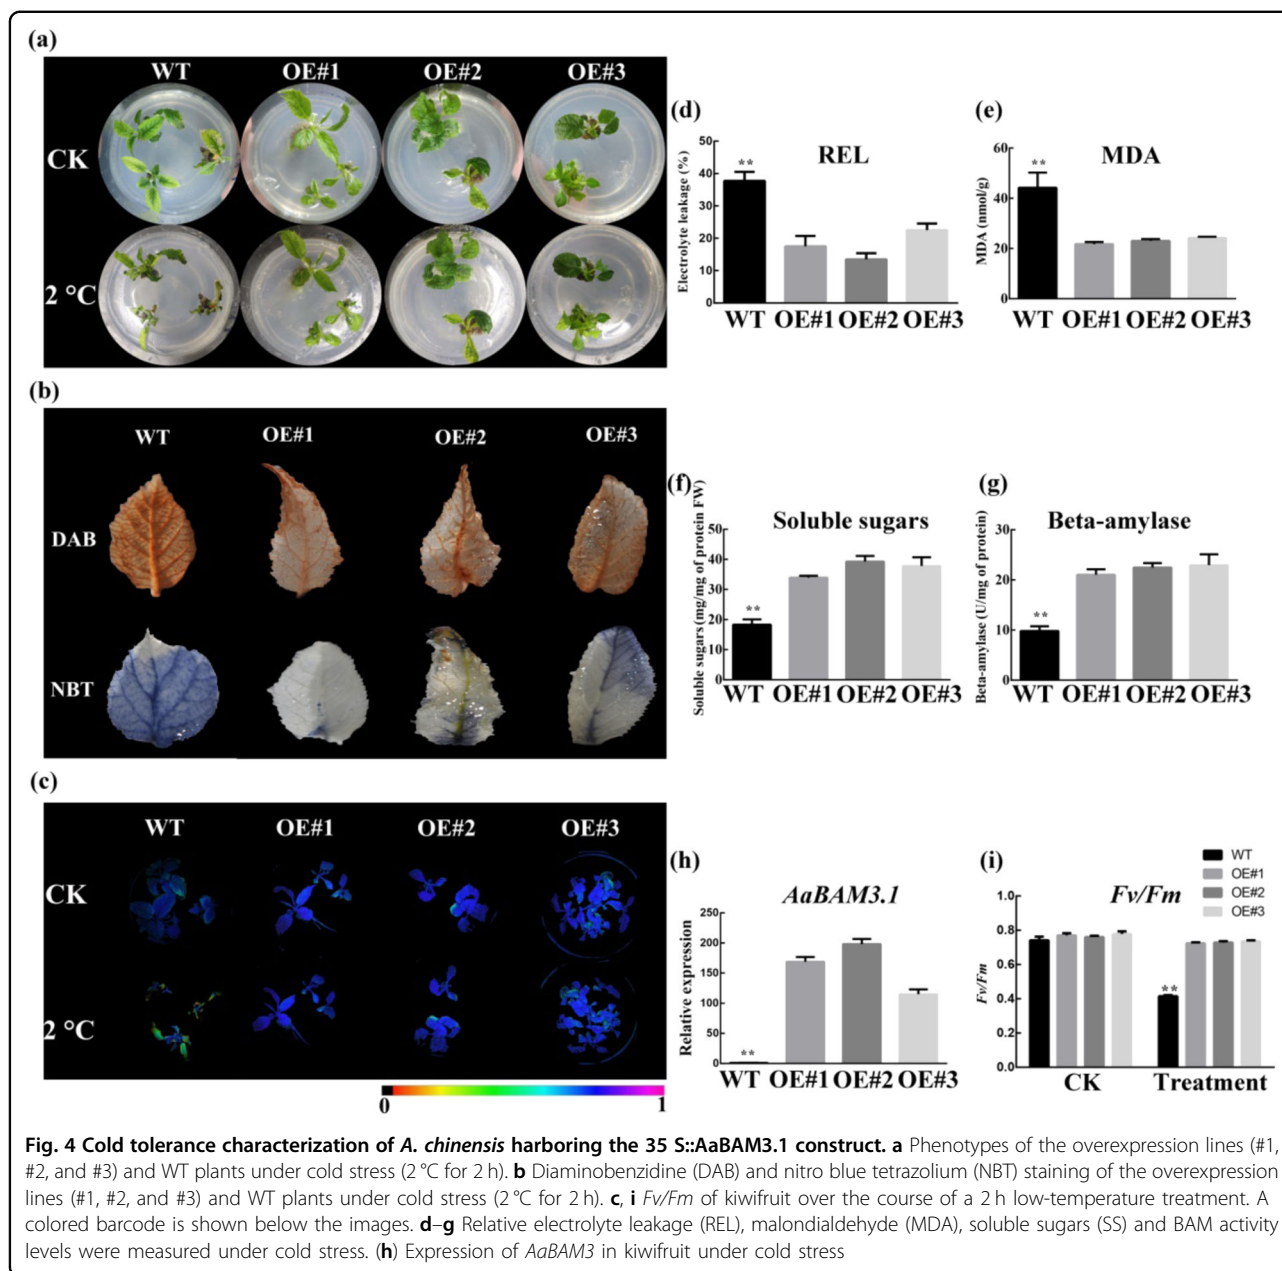 (a)
WT OE#1 OE#2 OE#3
CK
2 °C
(b)
WT OE#1 OE#2 OE#3
DAB
NBT
(c)
WT OE#1 OE#2 OE#3
CK
2 °C
0 1
(d)
REL
Electrolyte leakage (%)
50
40
30
20
10
0
**
WT OE#1 OE#2 OE#3
(e)
MDA
MDA (nmol/g)
60
40
20
0
**
WT OE#1 OE#2 OE#3
(f)
Soluble sugars
Soluble sugars (mg/mg of protein FW)
50
40
30
20
10
0
**
WT OE#1 OE#2 OE#3
(g)
Beta-amylase
Beta-amylase (U/mg of protein)
30
20
10
0
**
WT OE#1 OE#2 OE#3
(h)
AaBAM3.1
Relative expression
250
200
150
100
50
0
**
WT OE#1 OE#2 OE#3
(i)
WT
OE#1
OE#2
OE#3
Fv/Fm
Fv/Fm
1.0
0.8
0.6
0.4
0.2
0.0
**
CK Treatment
Fig. 4 Cold tolerance characterization of A. chinensis harboring the 35 S::AaBAM3.1 construct. a Phenotypes of the overexpression lines (#1,
#2, and #3) and WT plants under cold stress (2 °C for 2 h). b Diaminobenzidine (DAB) and nitro blue tetrazolium (NBT) staining of the overexpression
lines (#1, #2, and #3) and WT plants under cold stress (2 °C for 2 h). c, i Fv/Fm of kiwifruit over the course of a 2 h low-temperature treatment. A
colored barcode is shown below the images. d–g Relative electrolyte leakage (REL), malondialdehyde (MDA), soluble sugars (SS) and BAM activity
levels were measured under cold stress. (h) Expression of AaBAM3 in kiwifruit under cold stress